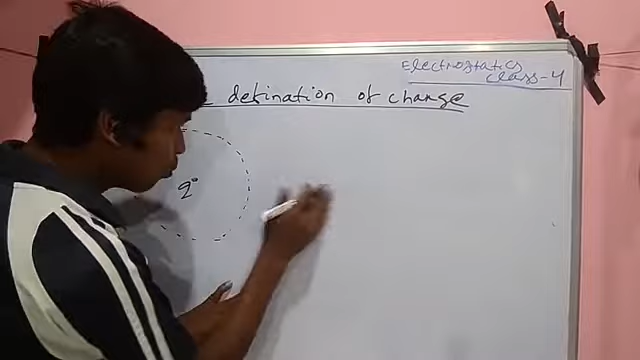 Electrostatics
class-4
defination of charge
q